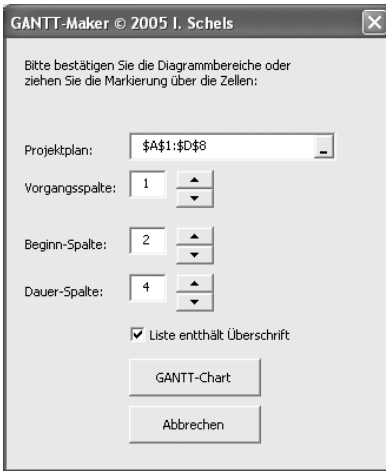 GANTT-Maker © 2005 I. Schels
Bitte bestätigen Sie die Diagrammbereiche oder
ziehen Sie die Markierung über die Zellen:
Projektplan: $A$1:$D$8
Vorgangsspalte: 1
Beginn-Spalte: 2
Dauer-Spalte: 4
Liste entthält Überschrift
GANTT-Chart
Abbrechen